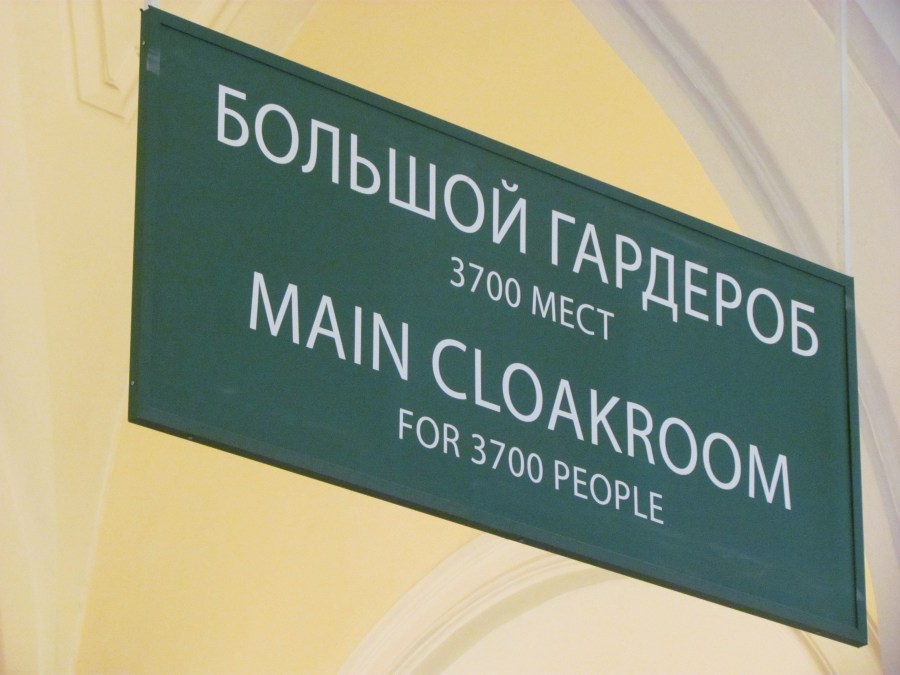 БОЛЬШОЙ ГАРДЕРОБ
3700 МЕСТ
MAIN CLOAKROOM
FOR 3700 PEOPLE